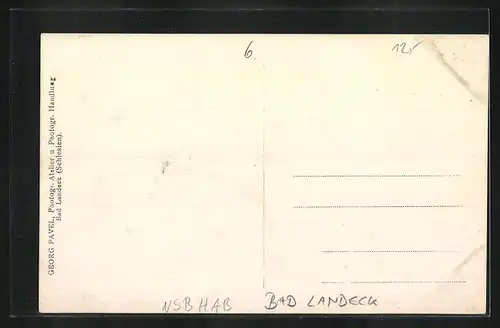 6.
12,-
GEORG PAVEL, Photogr. Atelier u Photogr. Handlung
Bad Landeck (Schlesien).
NSBHAB
BAD LANDECK